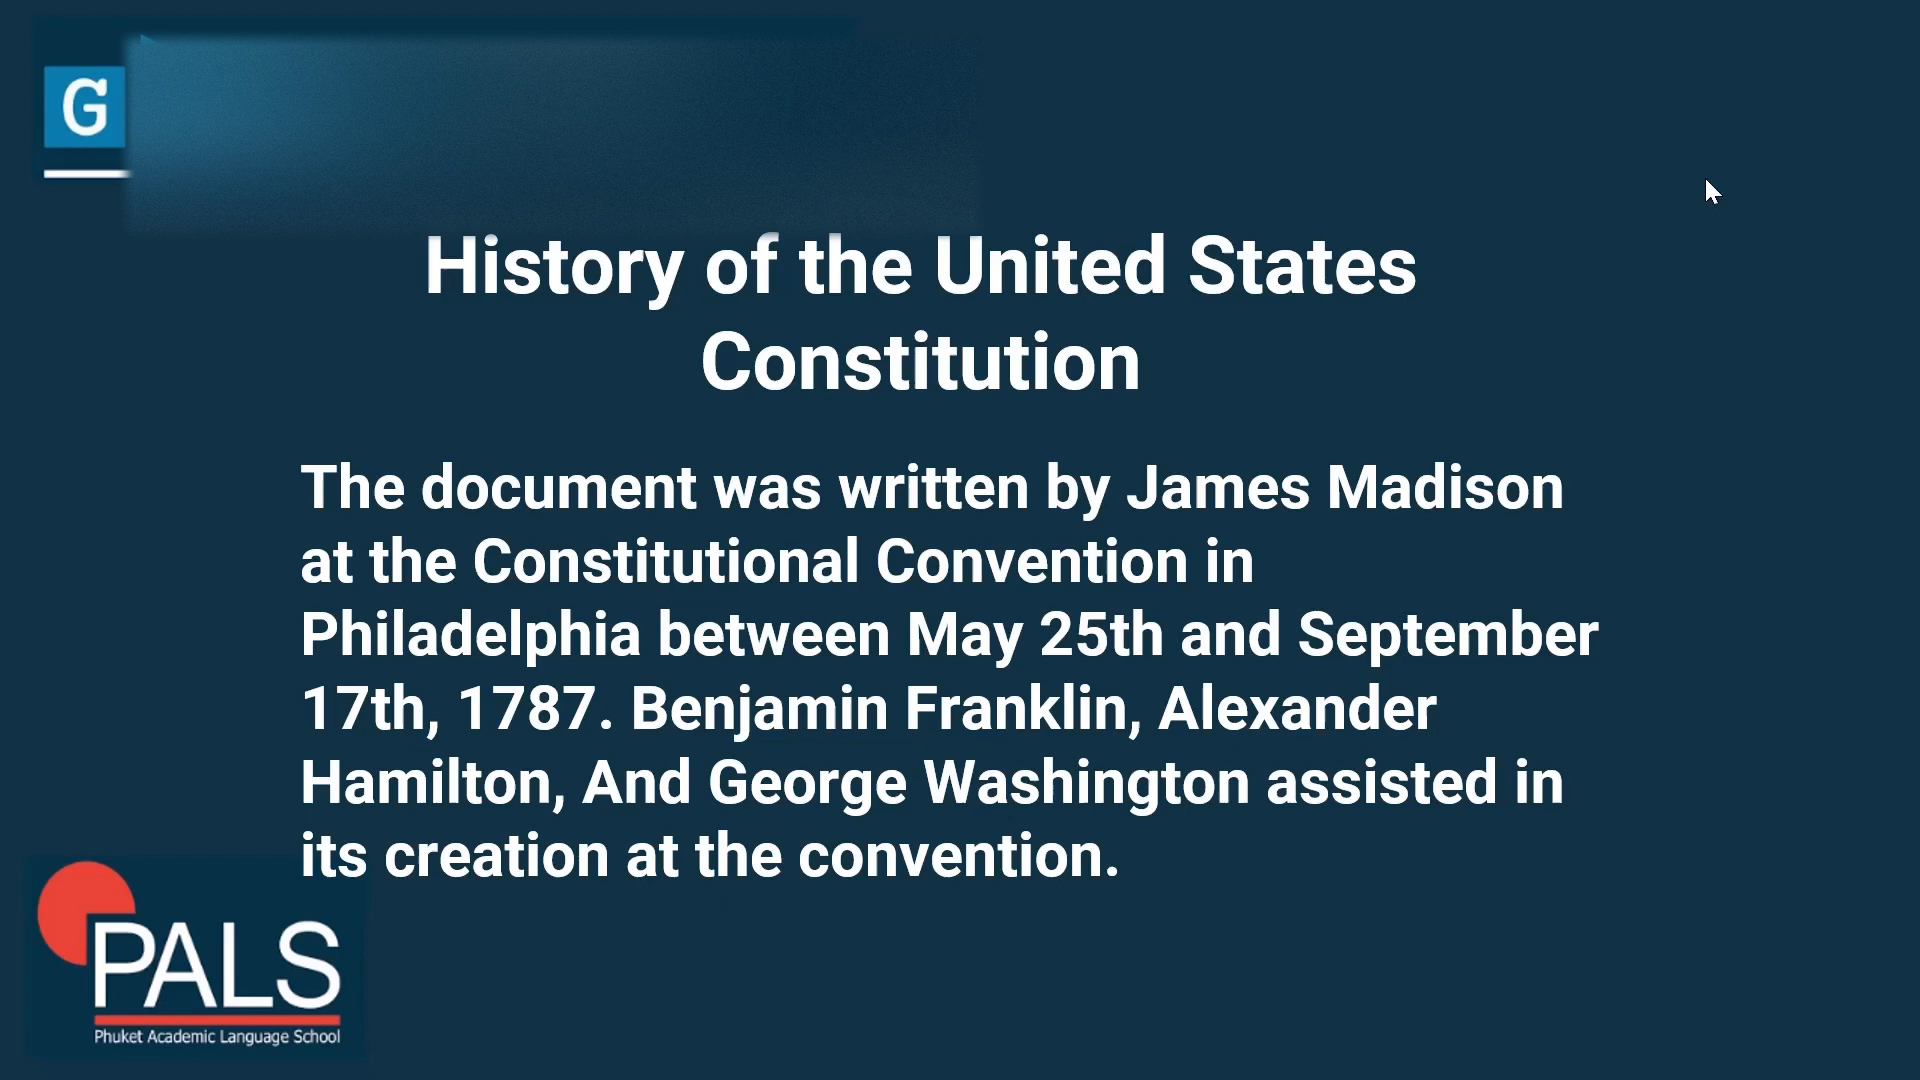 G
History of the United States
Constitution
The document was written by James Madison
at the Constitutional Convention in
Philadelphia between May 25th and September
17th, 1787. Benjamin Franklin, Alexander
Hamilton, And George Washington assisted in
its creation at the convention.
PALS
Phuket Academic Language School